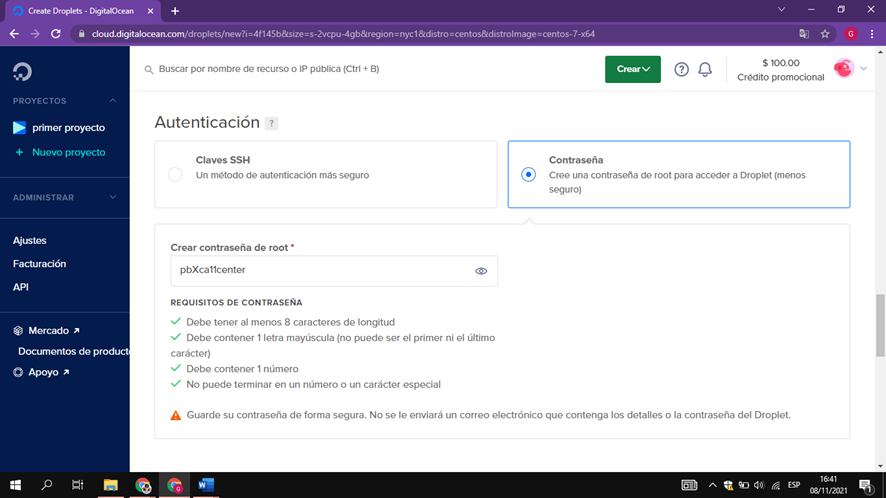 Create Droplets - DigitalOcean
cloud.digitalocean.com/droplets/new?i=4f145b&size=s-2vcpu-4gb&region=nyc1&distro=centos&distroImage=centos-7-x64
G
Buscar por nombre de recurso o IP pública (Ctrl + B)
Crear
?
$ 100.00
Crédito promocional
PROYECTOS
primer proyecto
+ Nuevo proyecto
ADMINISTRAR
Ajustes
Facturación
API
Mercado ↗
Documentos de producto
Apoyo ↗
Autenticación ?
Claves SSH
Un método de autenticación más seguro
Contraseña
Cree una contraseña de root para acceder a Droplet (menos
seguro)
Crear contraseña de root *
pbXca11center
REQUISITOS DE CONTRASEÑA
Debe tener al menos 8 caracteres de longitud
Debe contener 1 letra mayúscula (no puede ser el primer ni el último
carácter)
Debe contener 1 número
No puede terminar en un número o un carácter especial
Guarde su contraseña de forma segura. No se le enviará un correo electrónico que contenga los detalles o la contraseña del Droplet.
ESP
16:41
08/11/2021
1